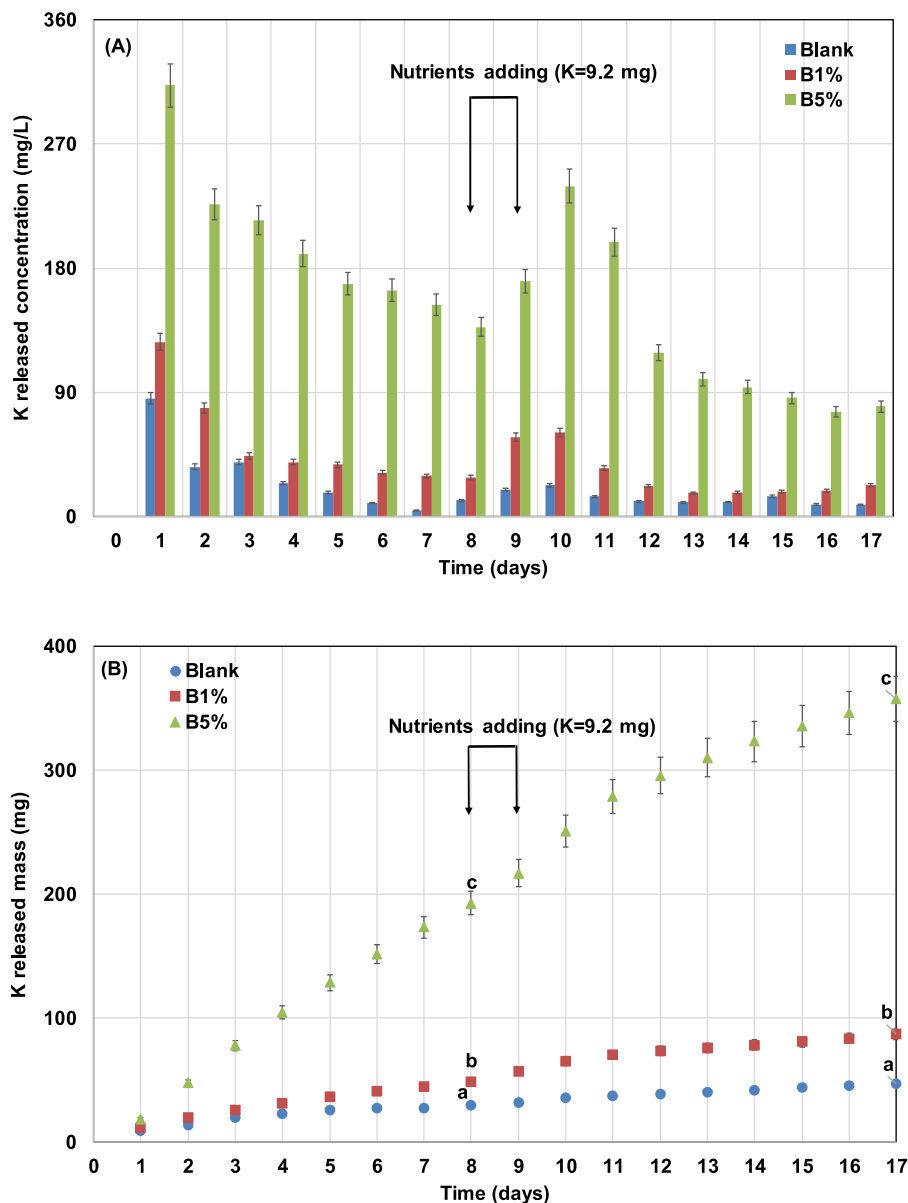 360
(A)
Blank
B1%
B5%
Nutrients adding (K=9.2 mg)
270
180
90
0
K released concentration (mg/L)
0 1 2 3 4 5 6 7 8 9 10 11 12 13 14 15 16 17
Time (days)
400
(B)
Blank
B1%
B5%
Nutrients adding (K=9.2 mg)
c
300
c
200
K released mass (mg)
100
b
b
a
a
0
0 1 2 3 4 5 6 7 8 9 10 11 12 13 14 15 16 17
Time (days)